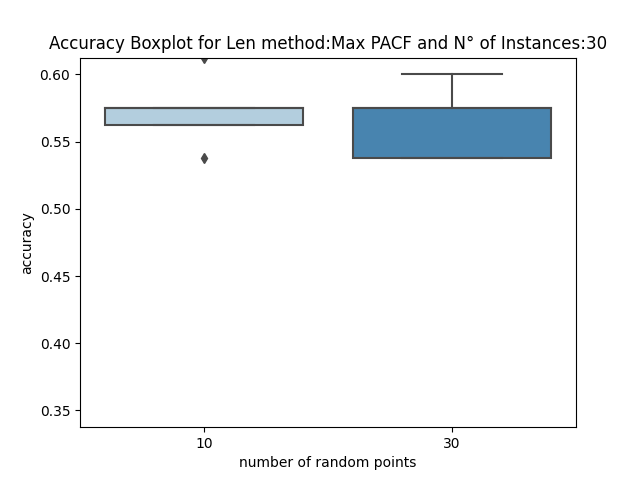 Accuracy Boxplot for Len method:Max PACF and N° of Instances:30
0.60
0.55
0.50
0.45
0.40
0.35
accuracy
10 30
number of random points